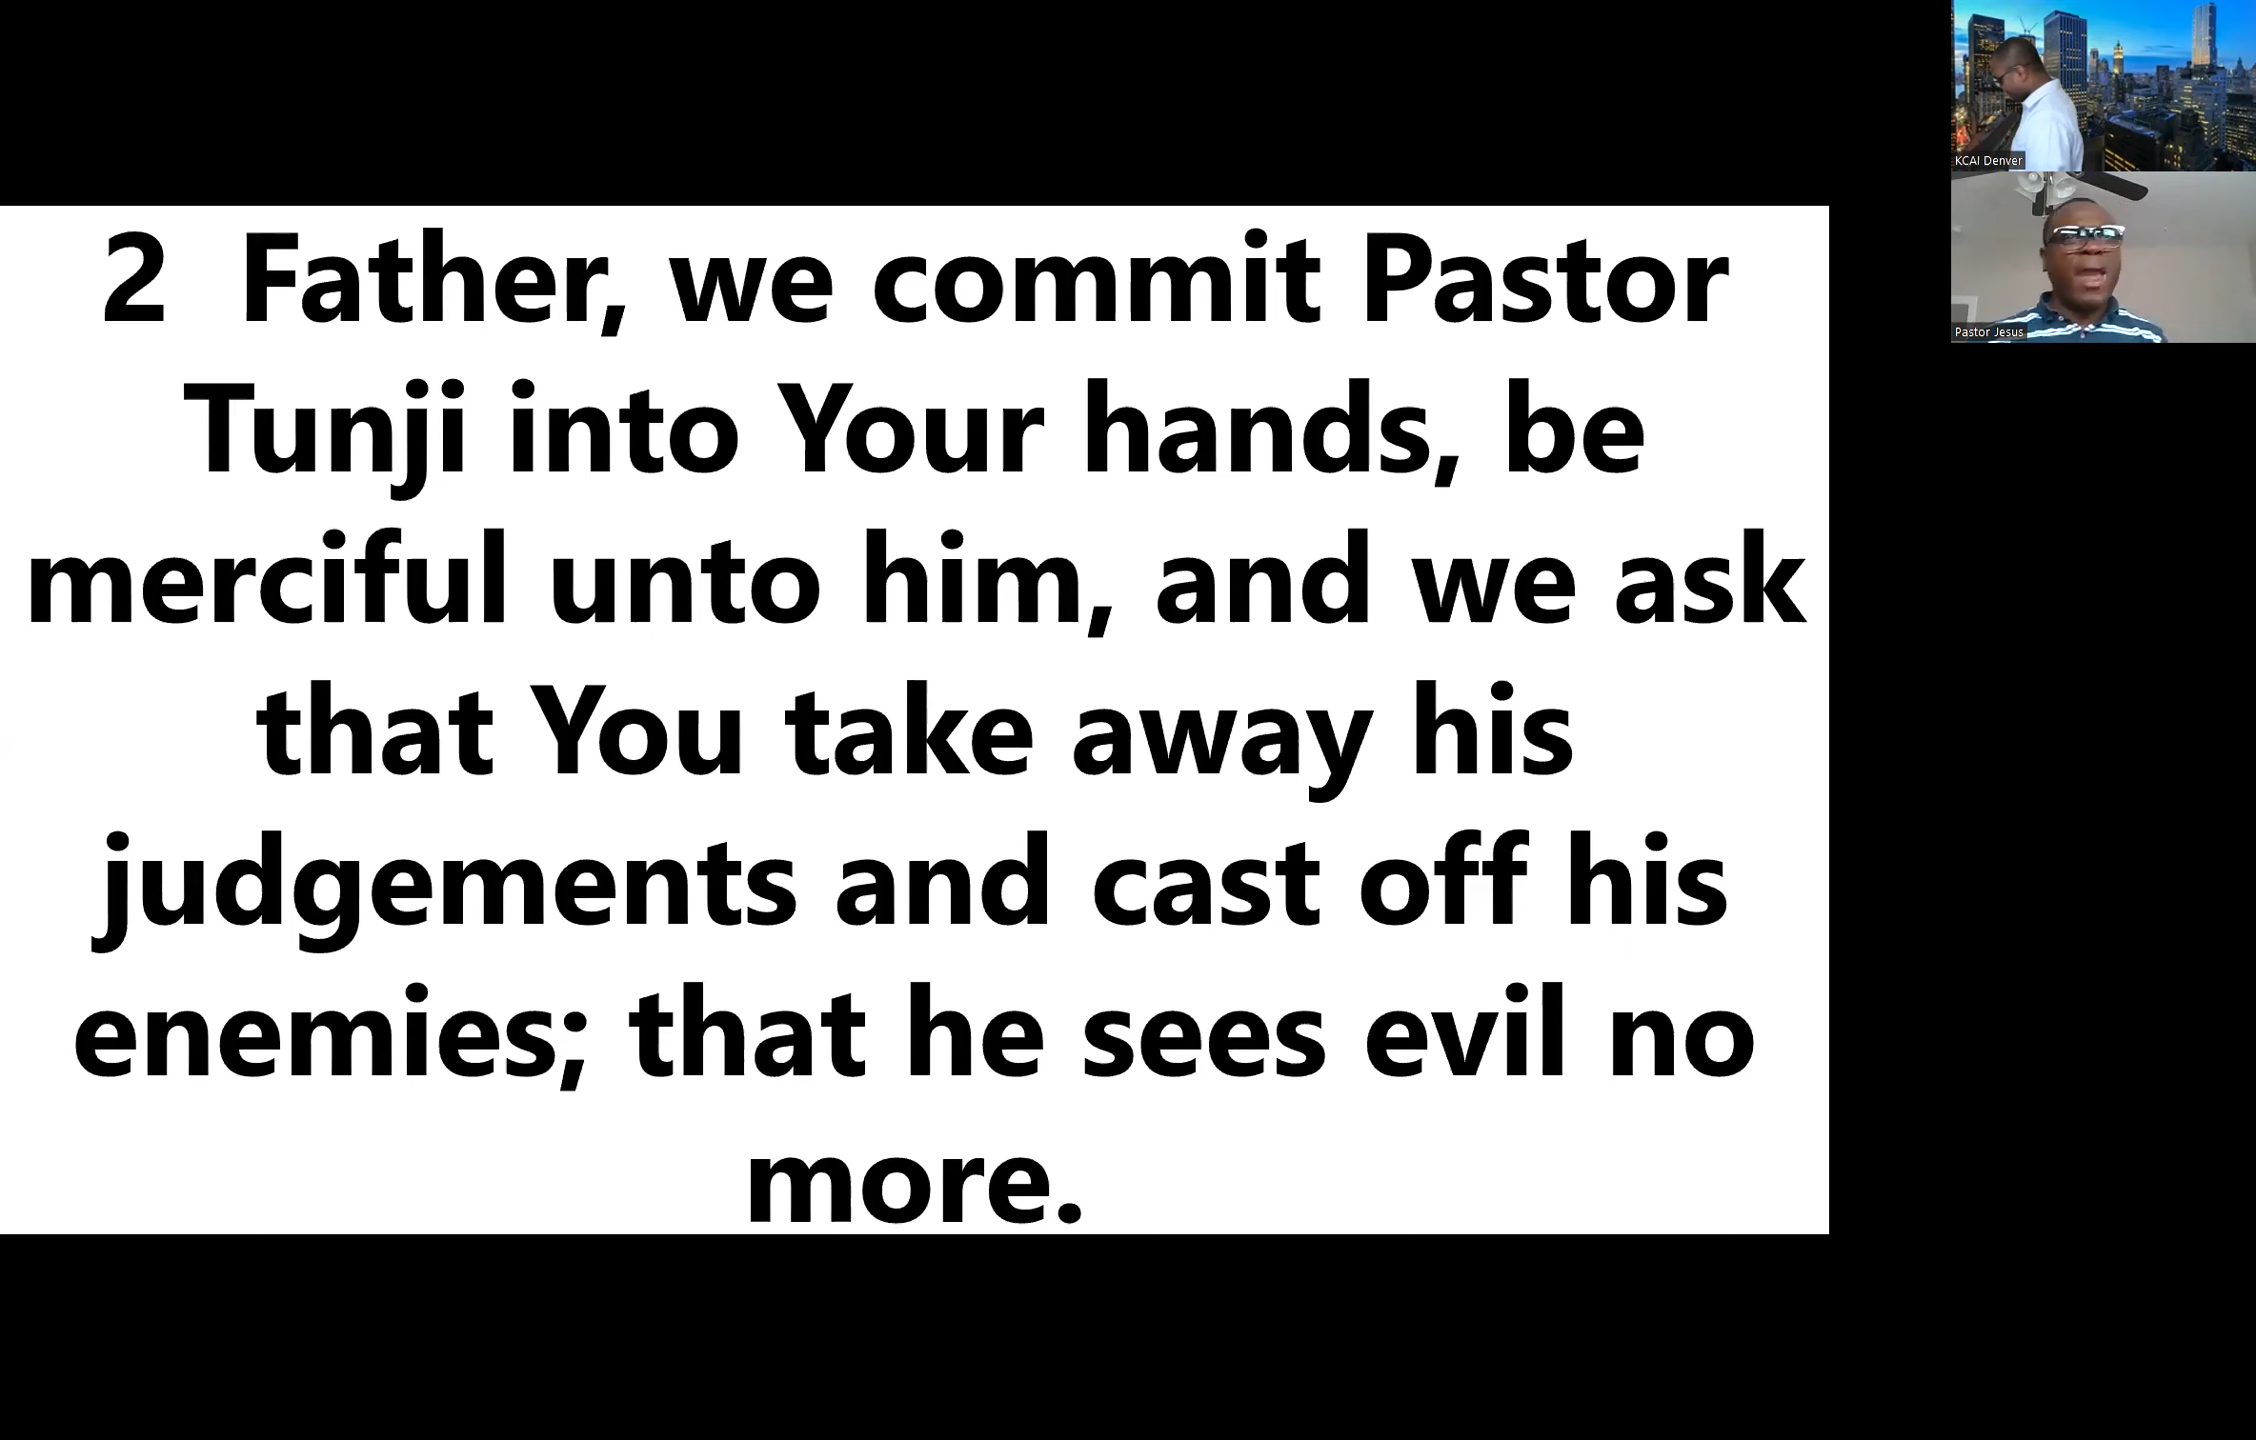 2  Father, we commit Pastor
Tunji into Your hands, be
merciful unto him, and we ask
that You take away his
judgements and cast off his
enemies; that he sees evil no
more.
KCAI Denver
Pastor Jesus